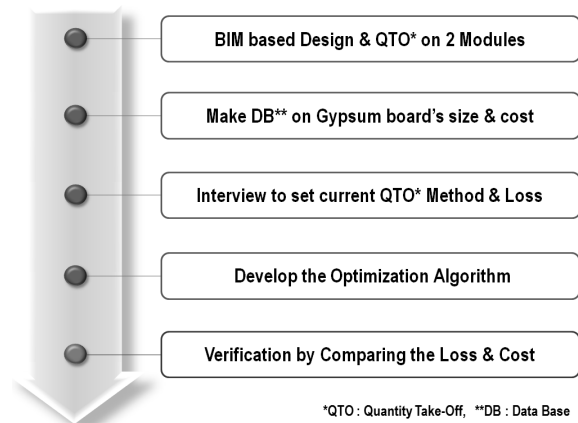 BIM based Design & QTO* on 2 Modules
Make DB** on Gypsum board's size & cost
Interview to set current QTO* Method & Loss
Develop the Optimization Algorithm
Verification by Comparing the Loss & Cost
*QTO : Quantity Take-Off, **DB : Data Base